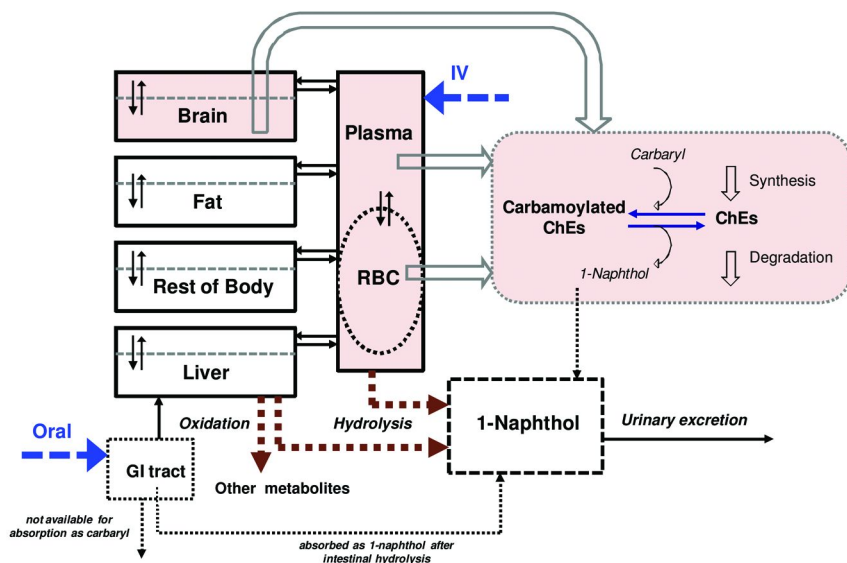 IV
Brain
Plasma
Carbaryl
Synthesis
Carbamoylated
ChEs
ChEs
Fat
Degradation
1-Naphthol
Rest of Body
RBC
Liver
Oxidation
Hydrolysis
1-Naphthol
Urinary excretion
Oral
GI tract
Other metabolites
not available for
absorption as carbaryl
absorbed as 1-naphthol after
intestinal hydrolysis